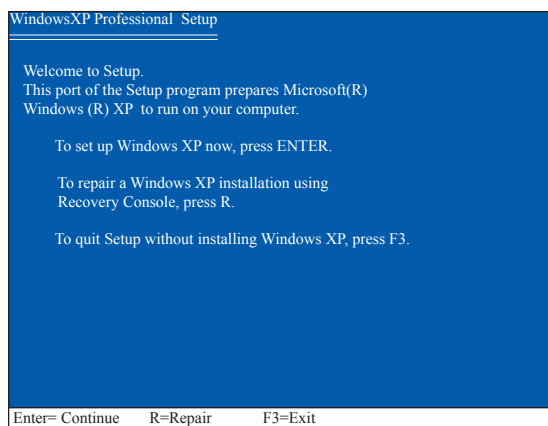 WindowsXP Professional Setup
Welcome to Setup.
This port of the Setup program prepares Microsoft(R)
Windows (R) XP to run on your computer.
To set up Windows XP now, press ENTER.
To repair a Windows XP installation using
Recovery Console, press R.
To quit Setup without installing Windows XP, press F3.
Enter= Continue R=Repair F3=Exit